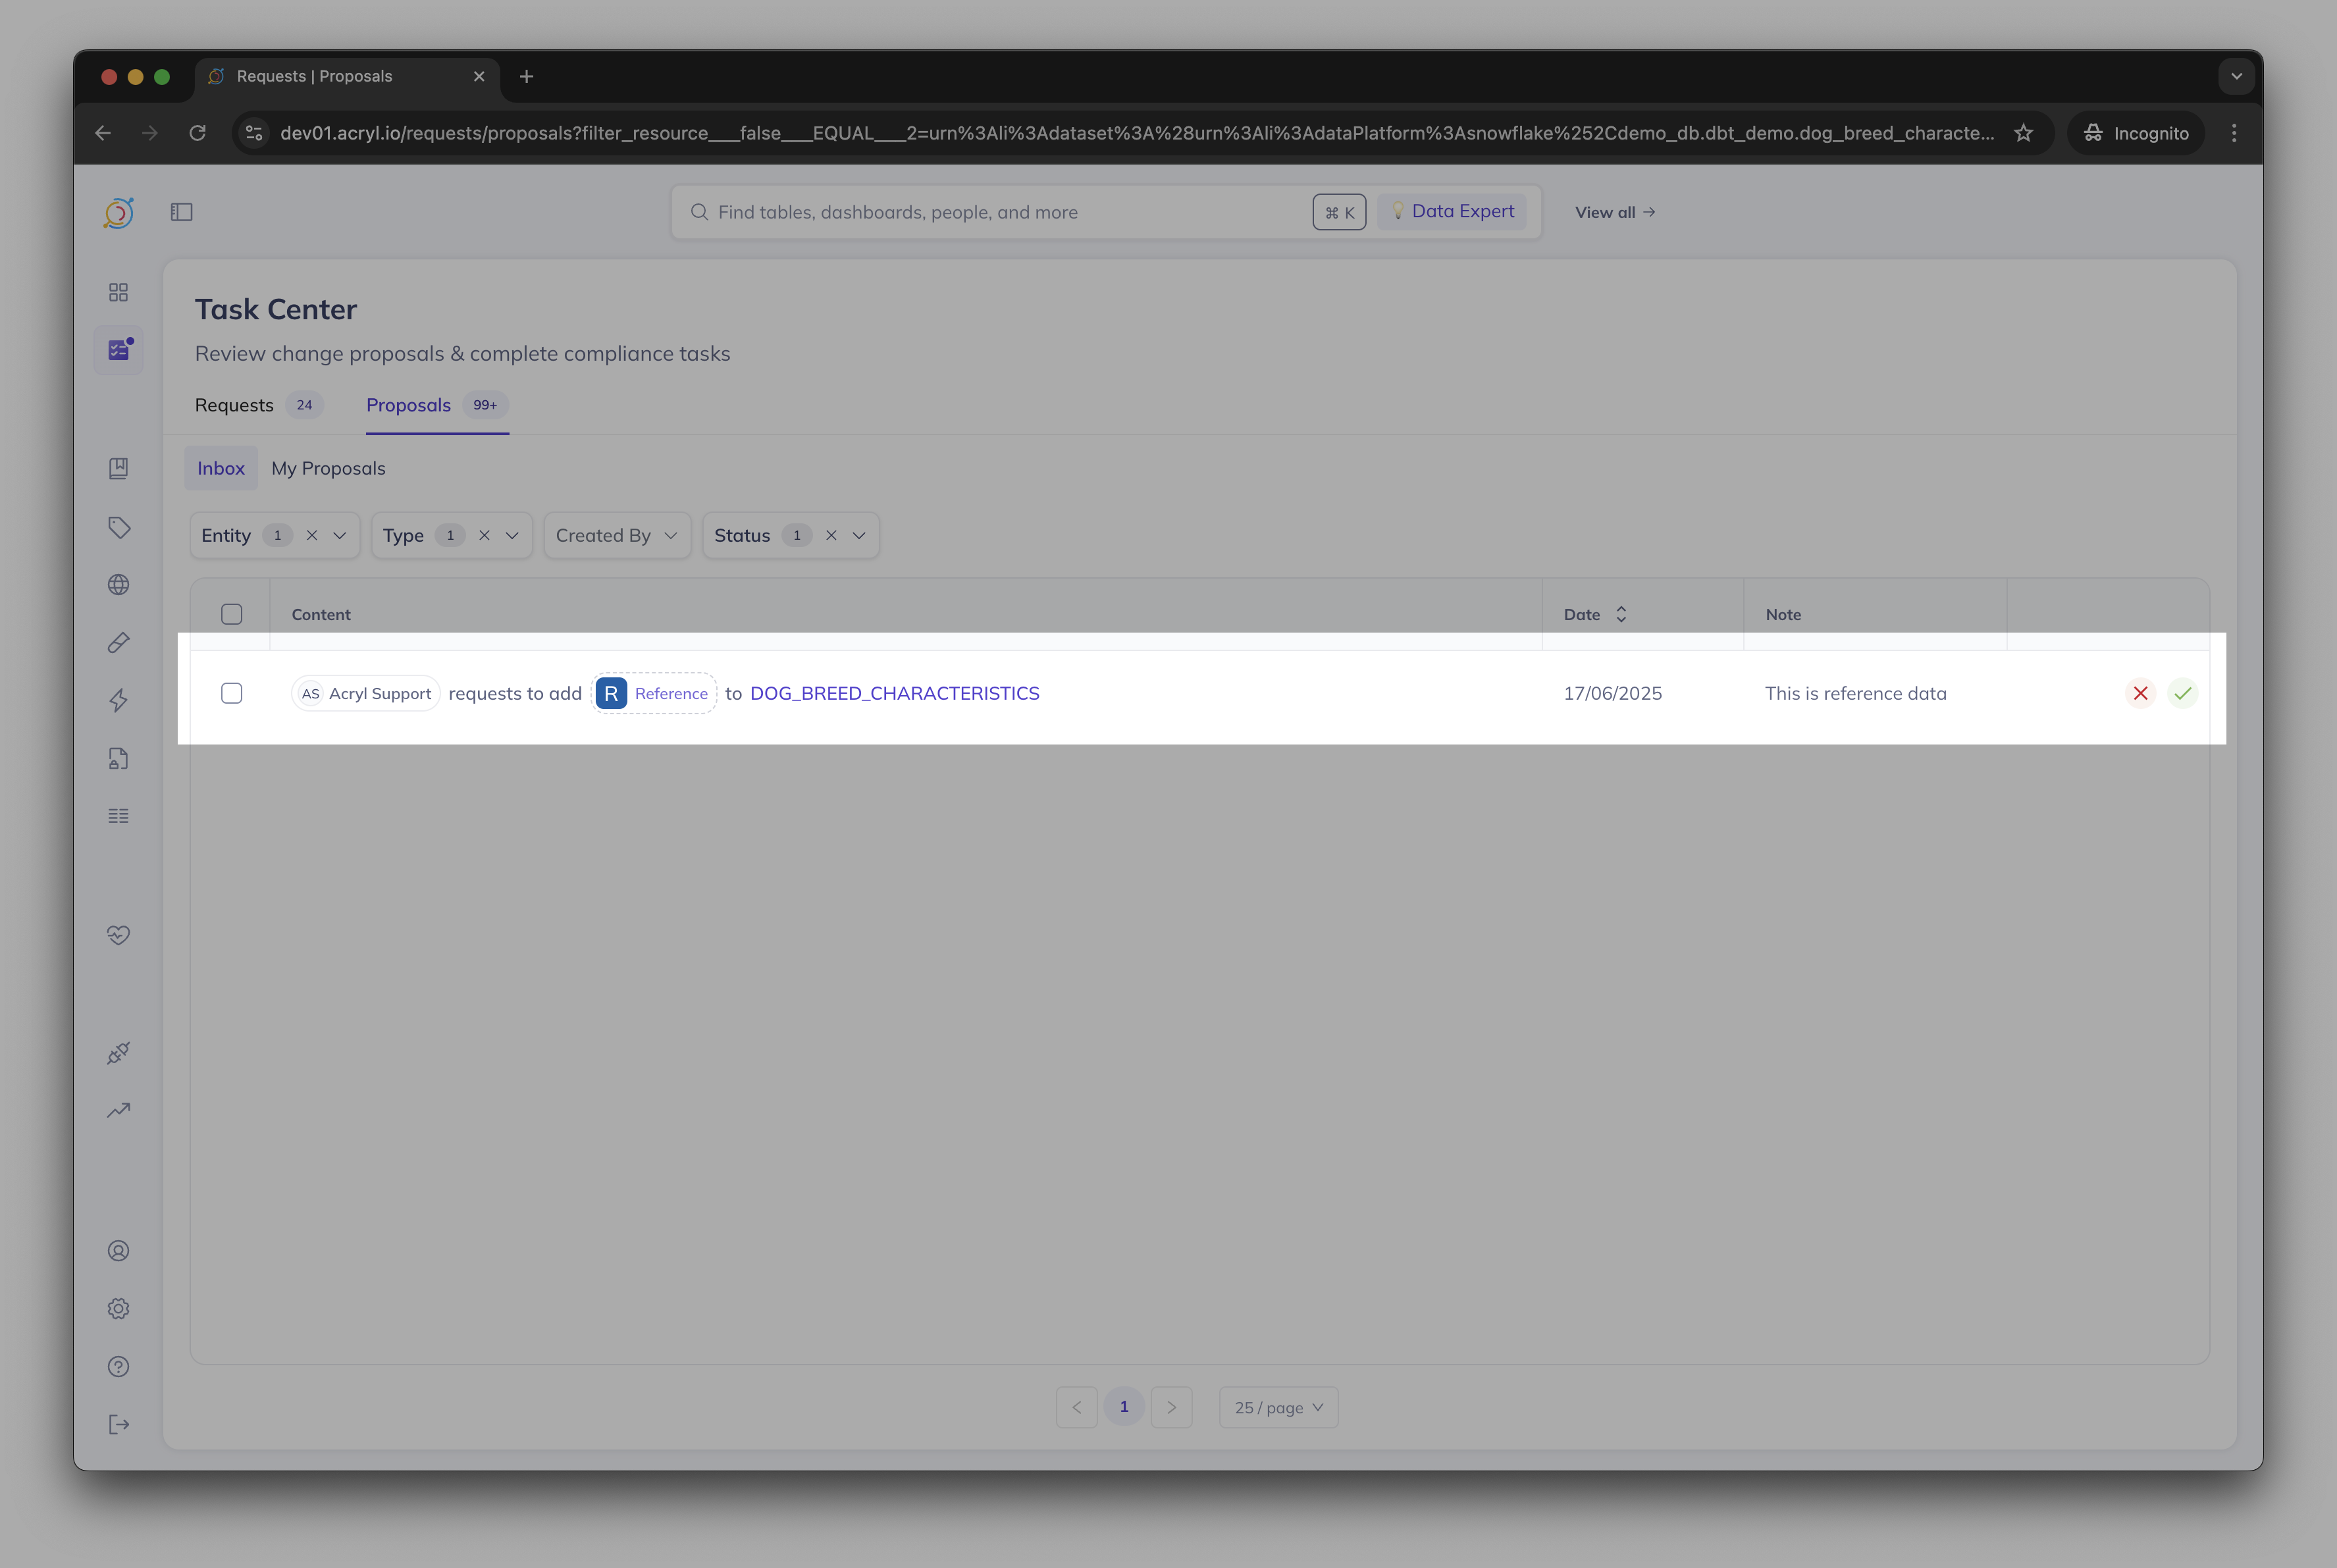 Requests | Proposals
dev01.acryl.io/requests/proposals?filter_resource___false___EQUAL___2=urn%3Ali%3Adataset%3A%28urn%3Ali%3AdataPlatform%3Asnowflake%252Cdemo_db.dbt_demo.dog_breed_characte...
Incognito
Find tables, dashboards, people, and more
⌘ K
Data Expert
View all →
Task Center
Review change proposals & complete compliance tasks
Requests 24
Proposals 99+
Inbox
My Proposals
Entity 1
Type 1
Created By
Status 1
Content
Date
Note
AS Acryl Support requests to add R Reference to DOG_BREED_CHARACTERISTICS
17/06/2025
This is reference data
1
25 / page